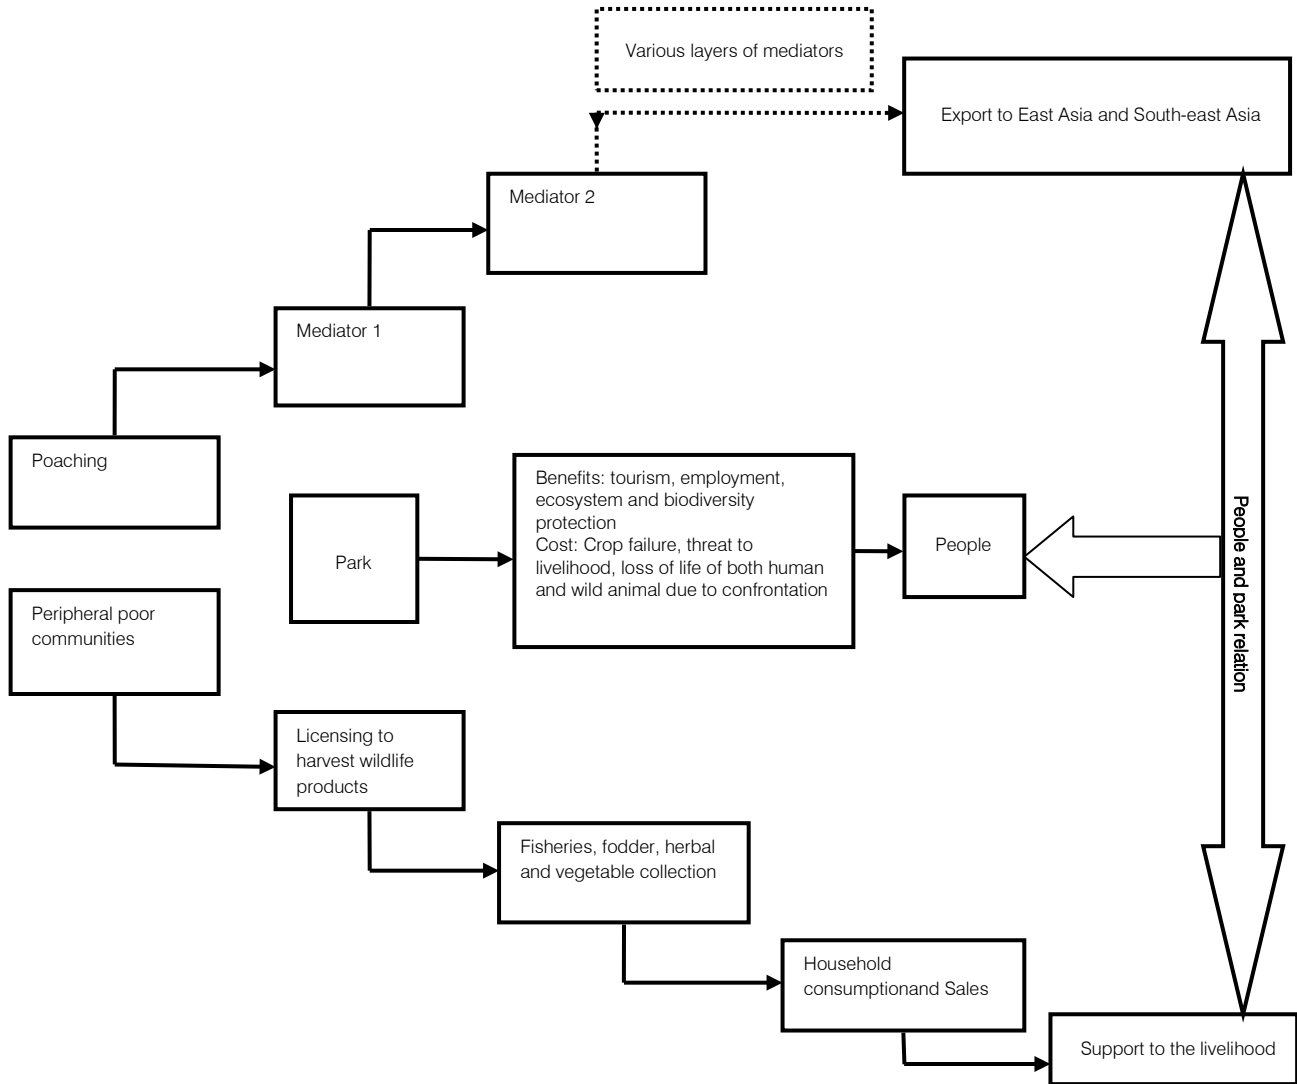 Various layers of mediators
Export to East Asia and South-east Asia
Mediator 2
Mediator 1
Poaching
Benefits: tourism, employment,
ecosystem and biodiversity
protection
Cost: Crop failure, threat to
livelihood, loss of life of both human
and wild animal due to confrontation
Park
People
People and park relation
Peripheral poor
communities
Licensing to
harvest wildlife
products
Fisheries, fodder, herbal
and vegetable collection
Household
consumptionand Sales
Support to the livelihood